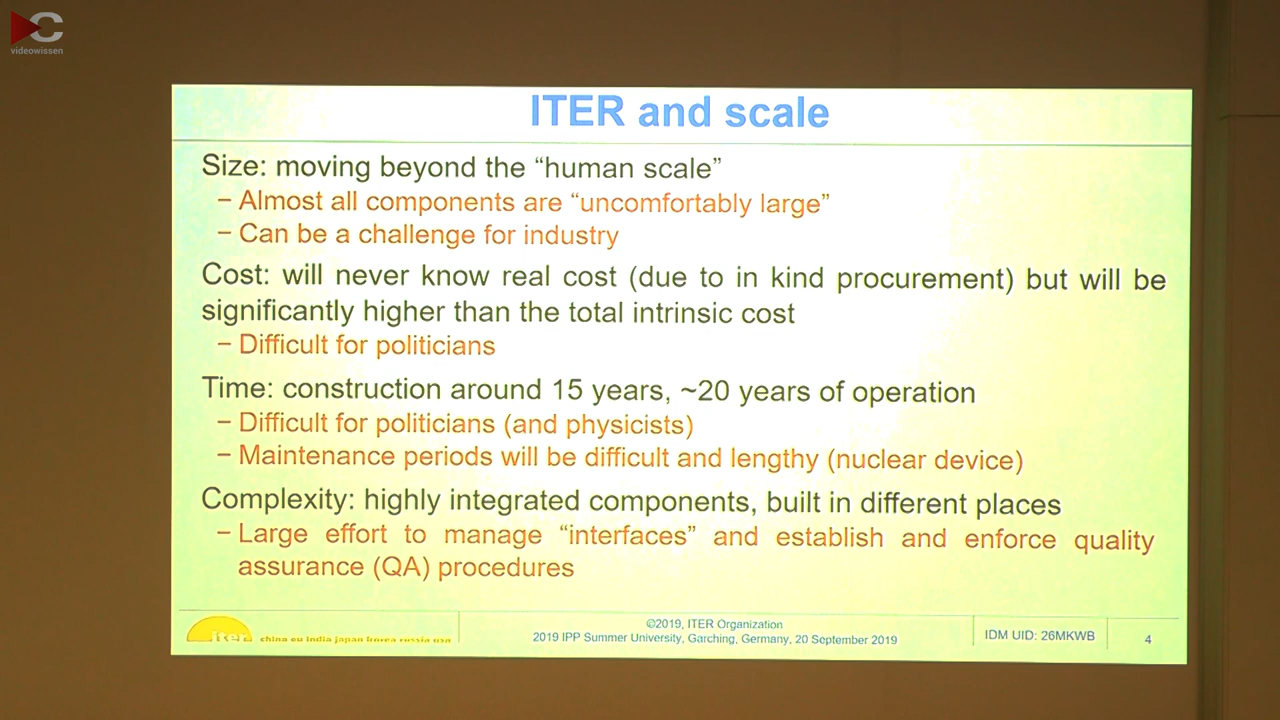 videowissen
ITER and scale
Size: moving beyond the “human scale”
– Almost all components are “uncomfortably large”
– Can be a challenge for industry
Cost: will never know real cost (due to in kind procurement) but will be
significantly higher than the total intrinsic cost
– Difficult for politicians
Time: construction around 15 years, ~20 years of operation
– Difficult for politicians (and physicists)
– Maintenance periods will be difficult and lengthy (nuclear device)
Complexity: highly integrated components, built in different places
– Large effort to manage “interfaces” and establish and enforce quality
assurance (QA) procedures
iter china eu india japan korea russia usa
©2019, ITER Organization
2019 IPP Summer University, Garching, Germany, 20 September 2019
IDM UID: 26MKWB
4